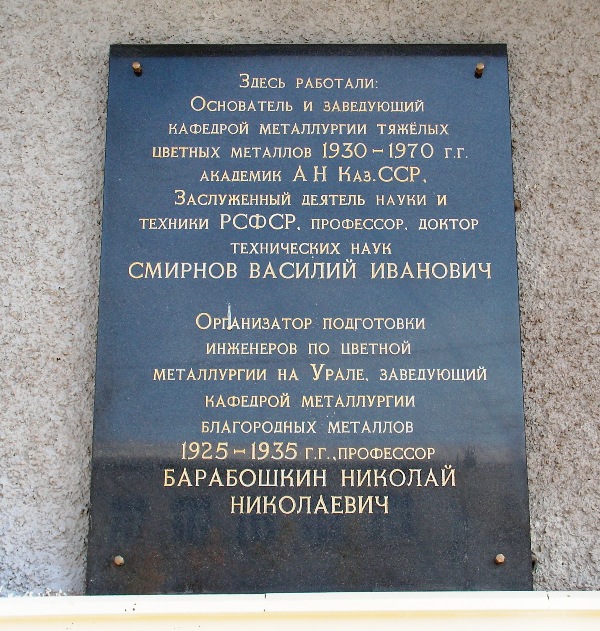 Здесь работали:
Основатель и заведующий
кафедрой металлургии тяжёлых
цветных металлов 1930-1970 г.г.
академик АН Каз.ССР,
Заслуженный деятель науки и
техники РСФСР, профессор, доктор
технических наук
СМИРНОВ ВАСИЛИЙ ИВАНОВИЧ
Организатор подготовки
инженеров по цветной
металлургии на Урале, заведующий
кафедрой металлургии
благородных металлов
1925-1935 г.г., профессор
БАРАБОШКИН НИКОЛАЙ
НИКОЛАЕВИЧ